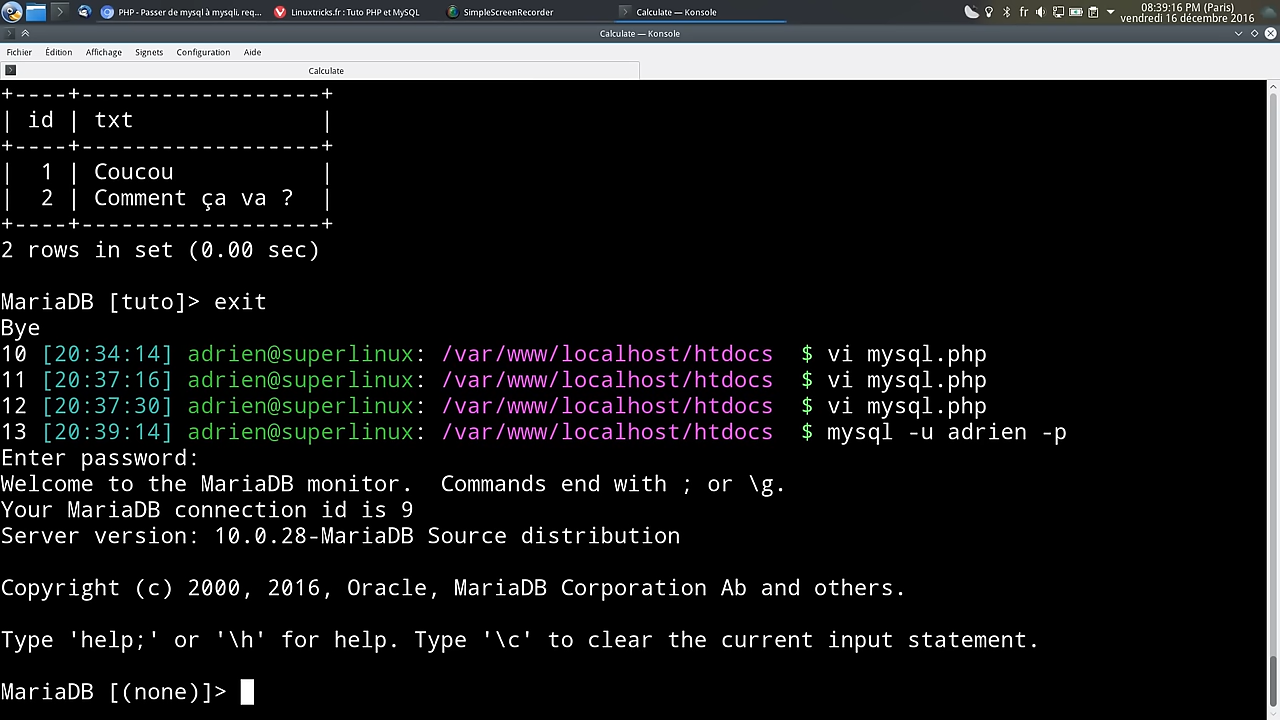 PHP - Passer de mysql à mysqli, req...
Linuxtricks.fr : Tuto PHP et MySQL
SimpleScreenRecorder
Calculate — Konsole
fr
08:39:16 PM (Paris)
vendredi 16 décembre 2016
Calculate — Konsole
Fichier Édition Affichage Signets Configuration Aide
Calculate
+----+------------------+
| id | txt              |
+----+------------------+
|  1 | Coucou           |
|  2 | Comment ça va ?  |
+----+------------------+
2 rows in set (0.00 sec)
MariaDB [tuto]> exit
Bye
10 [20:34:14] adrien@superlinux: /var/www/localhost/htdocs  $ vi mysql.php
11 [20:37:16] adrien@superlinux: /var/www/localhost/htdocs  $ vi mysql.php
12 [20:37:30] adrien@superlinux: /var/www/localhost/htdocs  $ vi mysql.php
13 [20:39:14] adrien@superlinux: /var/www/localhost/htdocs  $ mysql -u adrien -p
Enter password:
Welcome to the MariaDB monitor.  Commands end with ; or \g.
Your MariaDB connection id is 9
Server version: 10.0.28-MariaDB Source distribution
Copyright (c) 2000, 2016, Oracle, MariaDB Corporation Ab and others.
Type 'help;' or '\h' for help. Type '\c' to clear the current input statement.
MariaDB [(none)]>